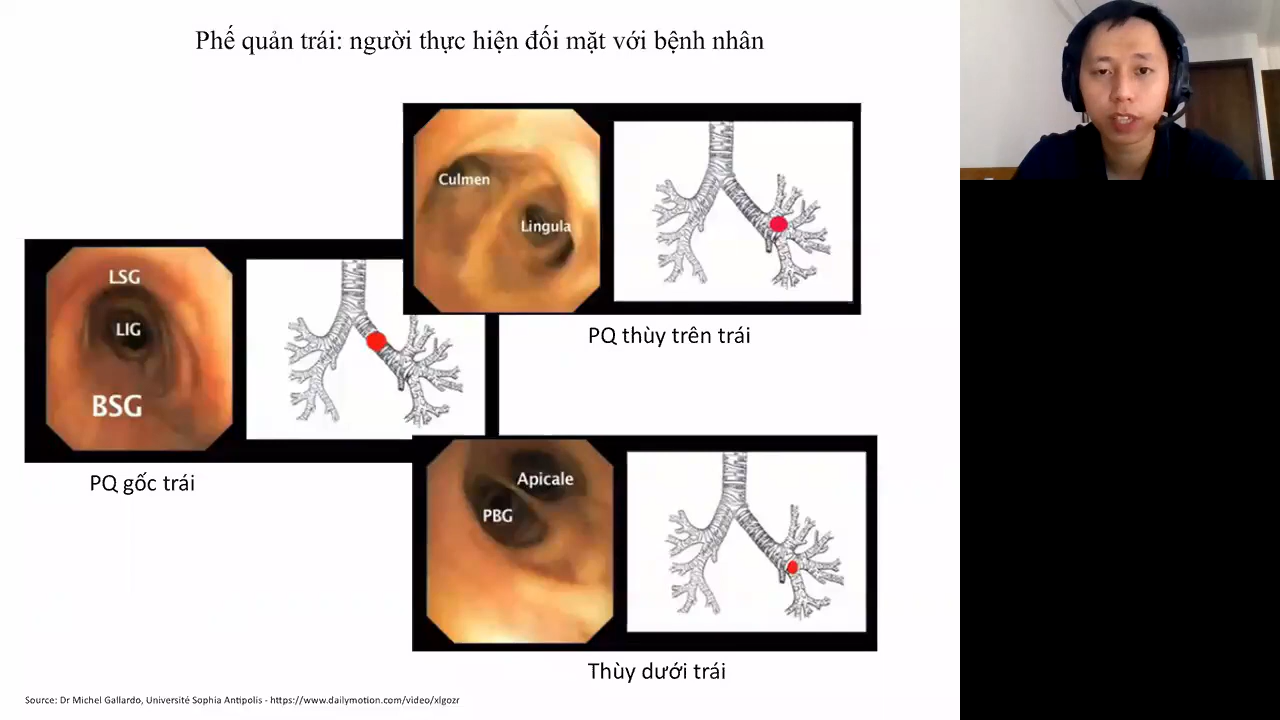 Phế quản trái: người thực hiện đối mặt với bệnh nhân
Culmen
Lingula
PQ thùy trên trái
LSG
LIG
BSG
PQ gốc trái
Apicale
PBG
Thùy dưới trái
Source: Dr Michel Gallardo, Université Sophia Antipolis - https://www.dailymotion.com/video/xlgozr